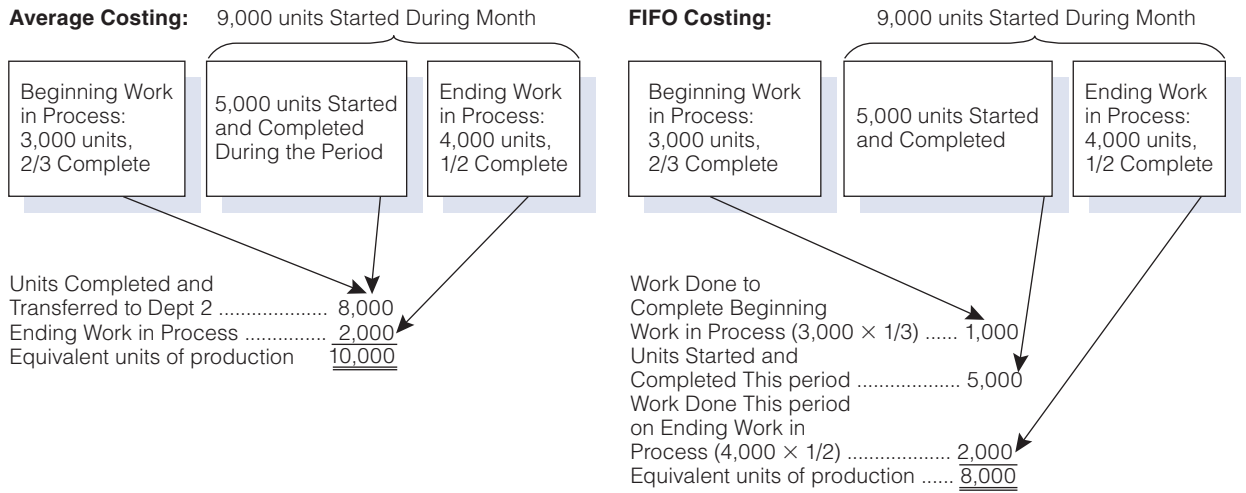 Average Costing: 9,000 units Started During Month
Beginning Work
in Process:
3,000 units,
2/3 Complete
5,000 units Started
and Completed
During the Period
Ending Work
in Process:
4,000 units,
1/2 Complete
Units Completed and
Transferred to Dept 2 .................... 8,000
Ending Work in Process ............... 2,000
Equivalent units of production 10,000
FIFO Costing: 9,000 units Started During Month
Beginning Work
in Process:
3,000 units,
2/3 Complete
5,000 units Started
and Completed
Ending Work
in Process:
4,000 units,
1/2 Complete
Work Done to
Complete Beginning
Work in Process (3,000 × 1/3) ...... 1,000
Units Started and
Completed This period ................... 5,000
Work Done This period
on Ending Work in
Process (4,000 × 1/2) ................... 2,000
Equivalent units of production ...... 8,000